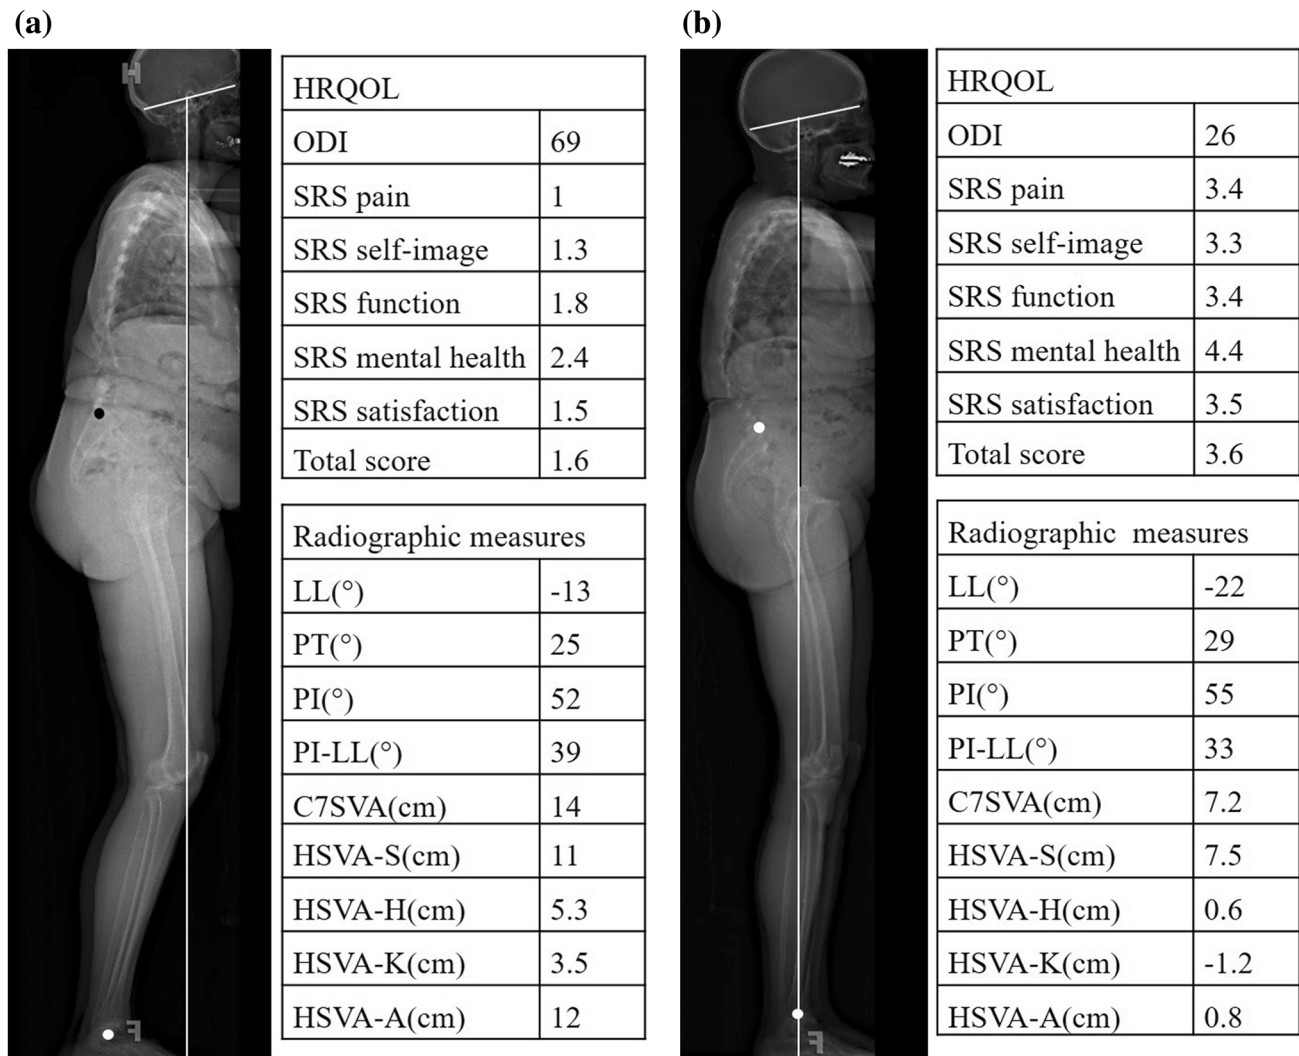 (a)
H
HRQOL
ODI 69
SRS pain 1
SRS self-image 1.3
SRS function 1.8
SRS mental health 2.4
SRS satisfaction 1.5
Total score 1.6
Radiographic measures
LL(°) -13
PT(°) 25
PI(°) 52
PI-LL(°) 39
C7SVA(cm) 14
HSVA-S(cm) 11
HSVA-H(cm) 5.3
HSVA-K(cm) 3.5
HSVA-A(cm) 12
F
(b)
HRQOL
ODI 26
SRS pain 3.4
SRS self-image 3.3
SRS function 3.4
SRS mental health 4.4
SRS satisfaction 3.5
Total score 3.6
Radiographic measures
LL(°) -22
PT(°) 29
PI(°) 55
PI-LL(°) 33
C7SVA(cm) 7.2
HSVA-S(cm) 7.5
HSVA-H(cm) 0.6
HSVA-K(cm) -1.2
HSVA-A(cm) 0.8
F